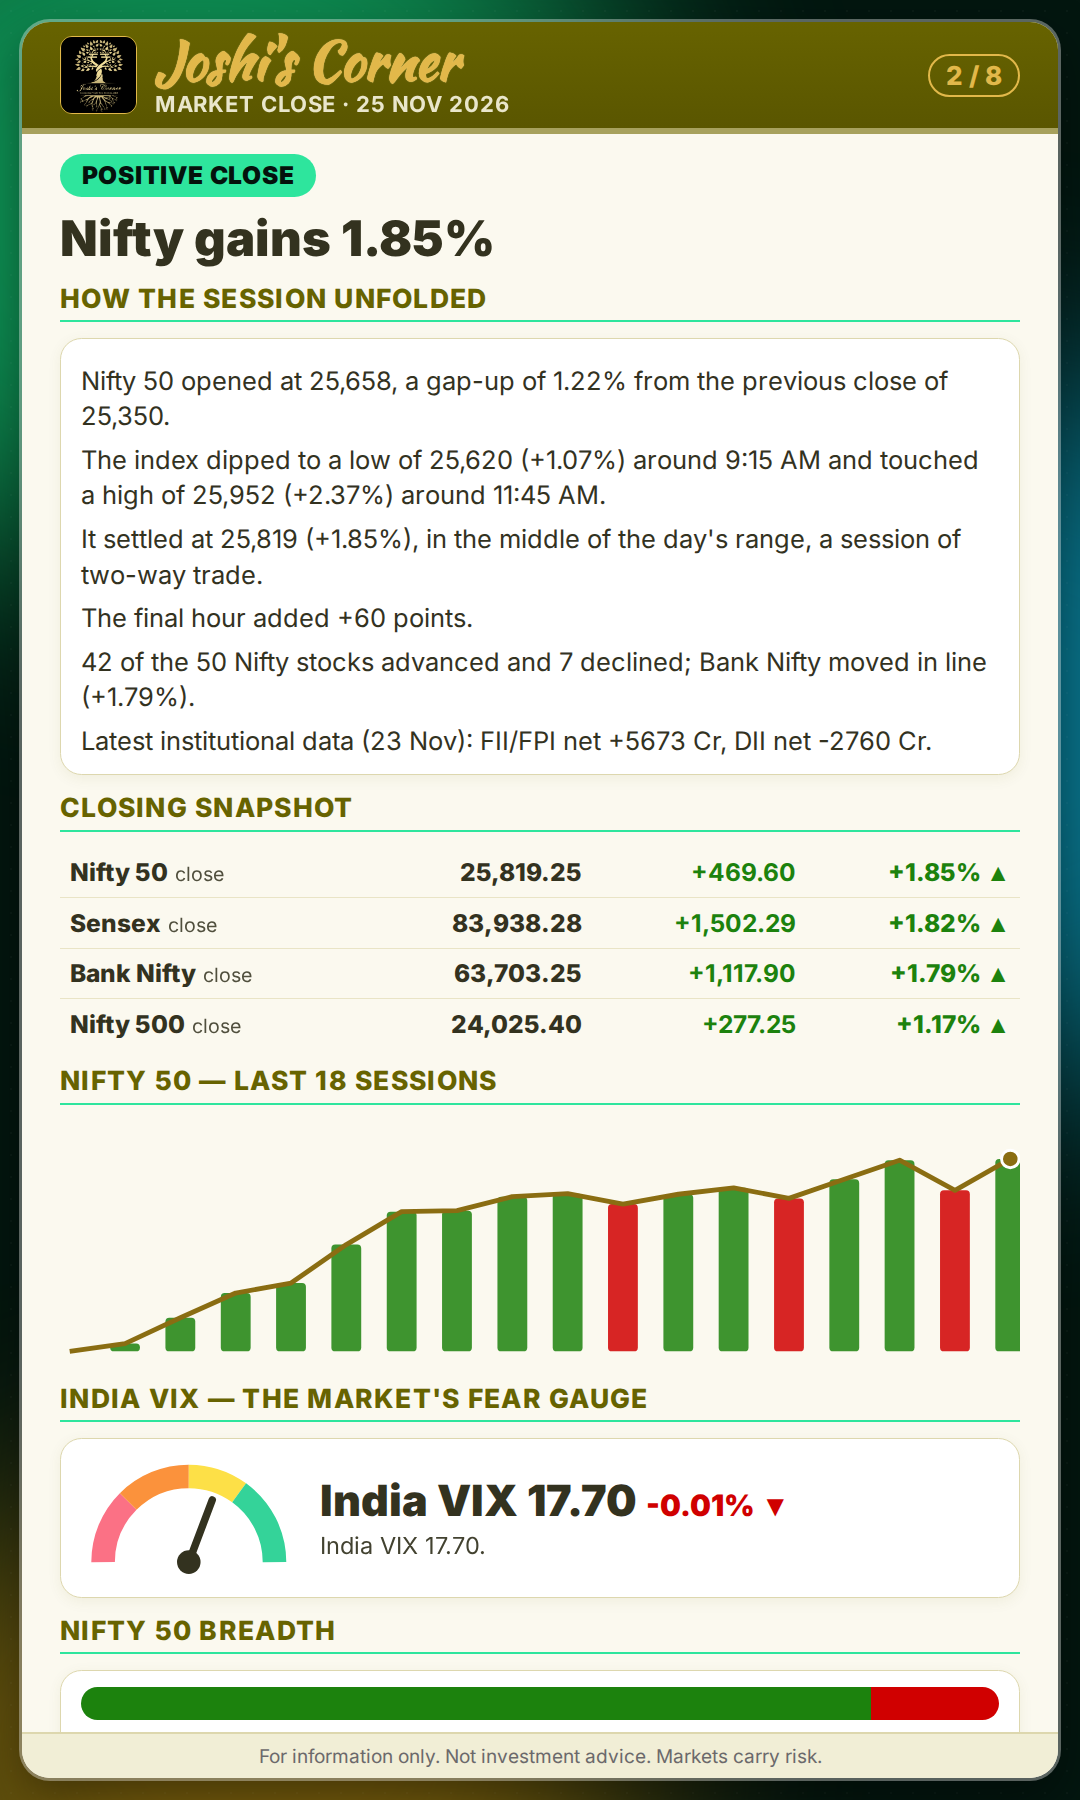 Joshi's Corner
MARKET CLOSE · 25 NOV 2026
2 / 8
Joshi's Corner
POSITIVE CLOSE
Nifty gains 1.85%
HOW THE SESSION UNFOLDED
Nifty 50 opened at 25,658, a gap-up of 1.22% from the previous close of
25,350.
The index dipped to a low of 25,620 (+1.07%) around 9:15 AM and touched
a high of 25,952 (+2.37%) around 11:45 AM.
It settled at 25,819 (+1.85%), in the middle of the day's range, a session of
two-way trade.
The final hour added +60 points.
42 of the 50 Nifty stocks advanced and 7 declined; Bank Nifty moved in line
(+1.79%).
Latest institutional data (23 Nov): FII/FPI net +5673 Cr, DII net -2760 Cr.
CLOSING SNAPSHOT
Nifty 50 close 25,819.25 +469.60 +1.85% ▲
Sensex close 83,938.28 +1,502.29 +1.82% ▲
Bank Nifty close 63,703.25 +1,117.90 +1.79% ▲
Nifty 500 close 24,025.40 +277.25 +1.17% ▲
NIFTY 50 — LAST 18 SESSIONS
INDIA VIX — THE MARKET'S FEAR GAUGE
India VIX 17.70 -0.01% ▼
India VIX 17.70.
NIFTY 50 BREADTH
For information only. Not investment advice. Markets carry risk.